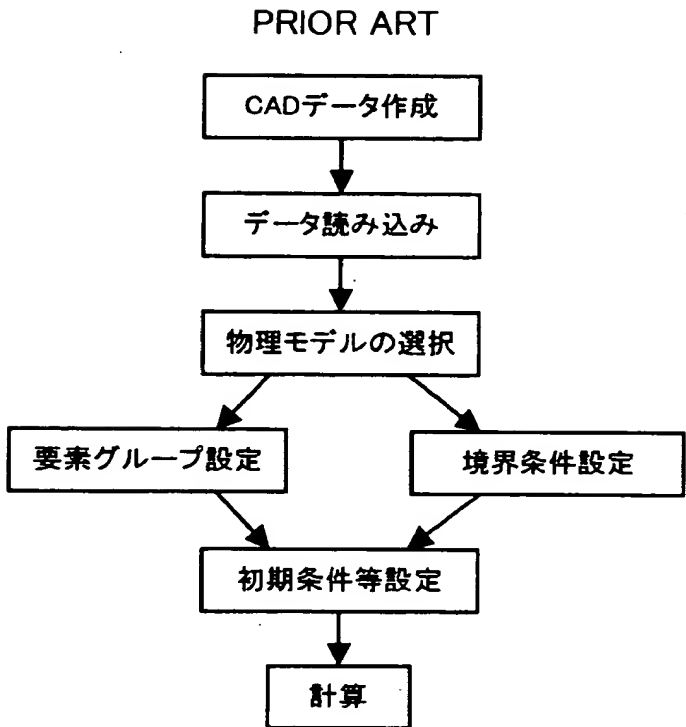 PRIOR ART
CADデータ作成
データ読み込み
物理モデルの選択
要素グループ設定
境界条件設定
初期条件等設定
計算